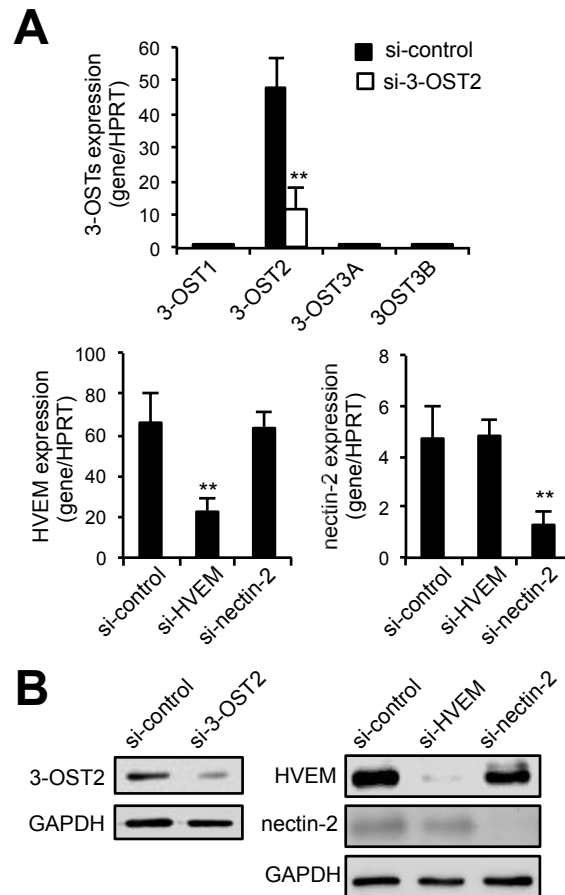 A
si-control
si-3-OST2
3-OSTs expression
(gene/HPRT)
60
50
40
30
20
10
0
**
3-OST1
3-OST2
3-OST3A
3OST3B
HVEM expression
(gene/HPRT)
100
80
60
40
20
0
**
si-control
si-HVEM
si-nectin-2
nectin-2 expression
(gene/HPRT)
8
6
4
2
0
**
si-control
si-HVEM
si-nectin-2
B
si-control
si-3-OST2
3-OST2
GAPDH
si-control
si-HVEM
si-nectin-2
HVEM
nectin-2
GAPDH